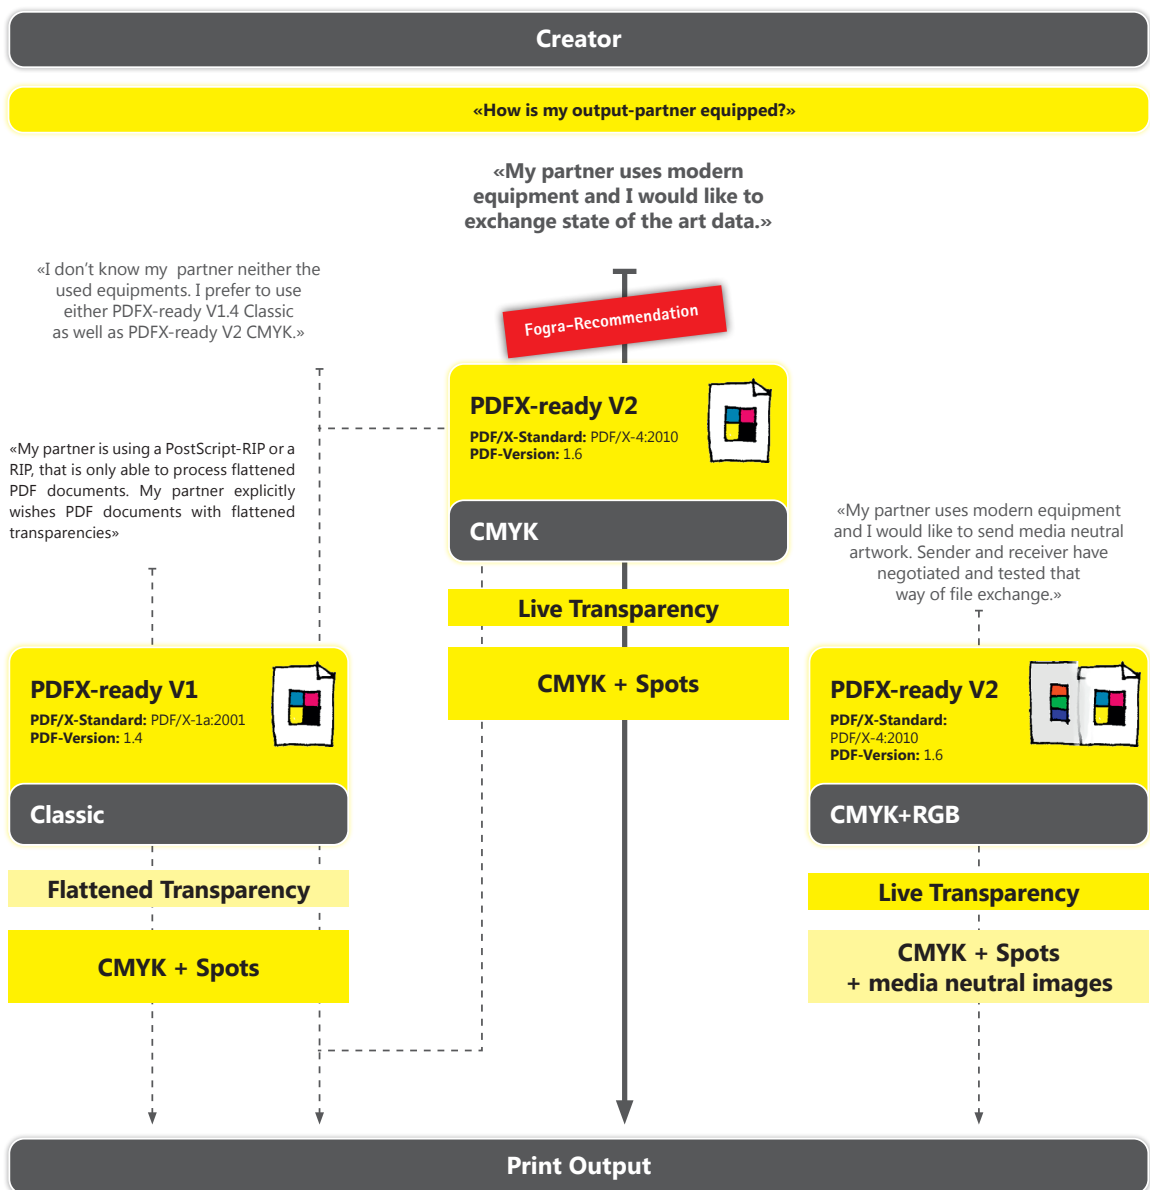 Creator
«How is my output-partner equipped?»
«My partner uses modern
equipment and I would like to
exchange state of the art data.»
«I don't know my  partner neither the
used equipments. I prefer to use
either PDFX-ready V1.4 Classic
as well as PDFX-ready V2 CMYK.»
Fogra-Recommendation
PDFX-ready V2
PDF/X-Standard: PDF/X-4:2010
PDF-Version: 1.6
CMYK
Live Transparency
CMYK + Spots
«My partner is using a PostScript-RIP or a
RIP, that is only able to process flattened
PDF documents. My partner explicitly
wishes PDF documents with flattened
transparencies»
PDFX-ready V1
PDF/X-Standard: PDF/X-1a:2001
PDF-Version: 1.4
Classic
Flattened Transparency
CMYK + Spots
«My partner uses modern equipment
and I would like to send media neutral
artwork. Sender and receiver have
negotiated and tested that
way of file exchange.»
PDFX-ready V2
PDF/X-Standard:
PDF/X-4:2010
PDF-Version: 1.6
CMYK+RGB
Live Transparency
CMYK + Spots
+ media neutral images
Print Output